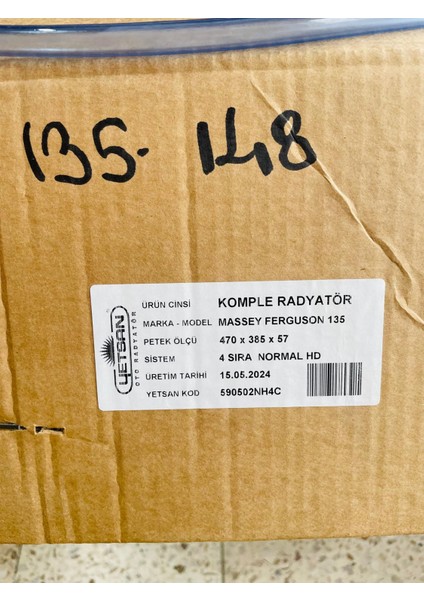 135- 148
YETSAN
OTO RADYATÖR
ÜRÜN CİNSİ KOMPLE RADYATÖR
MARKA - MODEL MASSEY FERGUSON 135
PETEK ÖLÇÜ 470 x 385 x 57
SİSTEM 4 SIRA NORMAL HD
ÜRETİM TARİHİ 15.05.2024
YETSAN KOD 590502NH4C